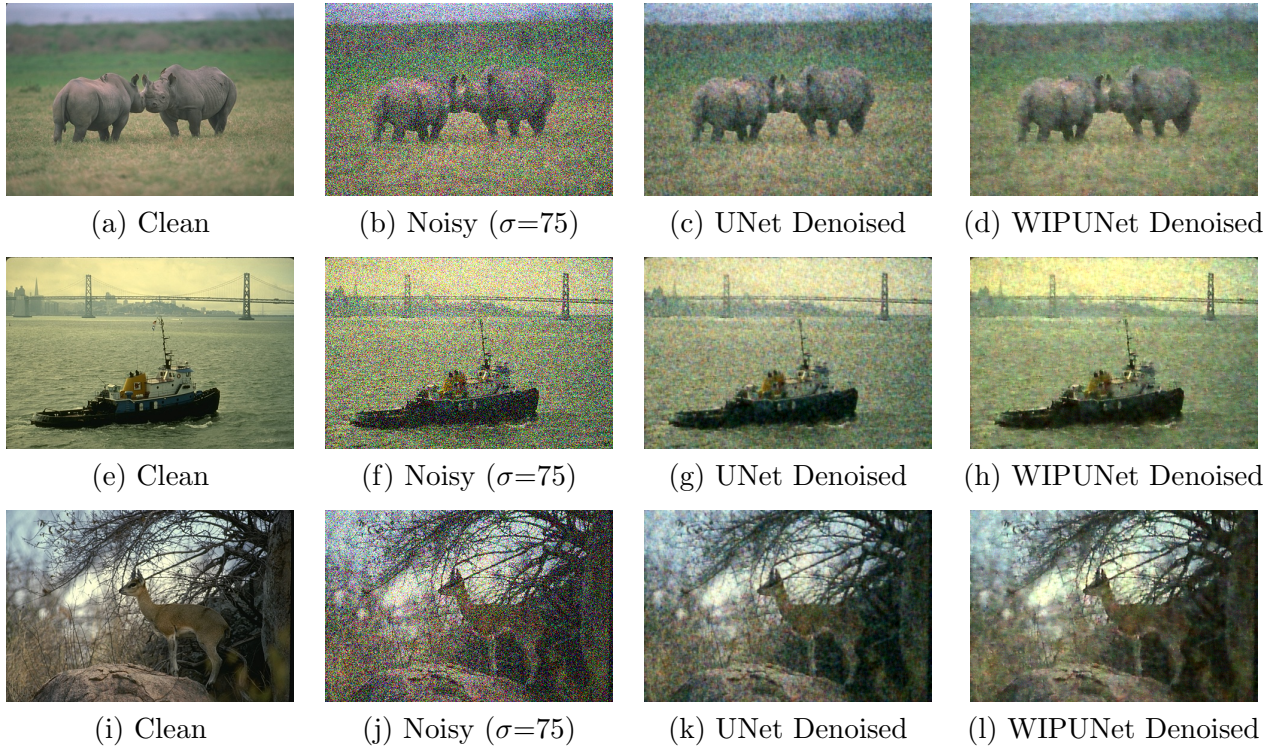 (a) Clean
(b) Noisy (σ=75)
(c) UNet Denoised
(d) WIPUNet Denoised
(e) Clean
(f) Noisy (σ=75)
(g) UNet Denoised
(h) WIPUNet Denoised
(i) Clean
(j) Noisy (σ=75)
(k) UNet Denoised
(l) WIPUNet Denoised